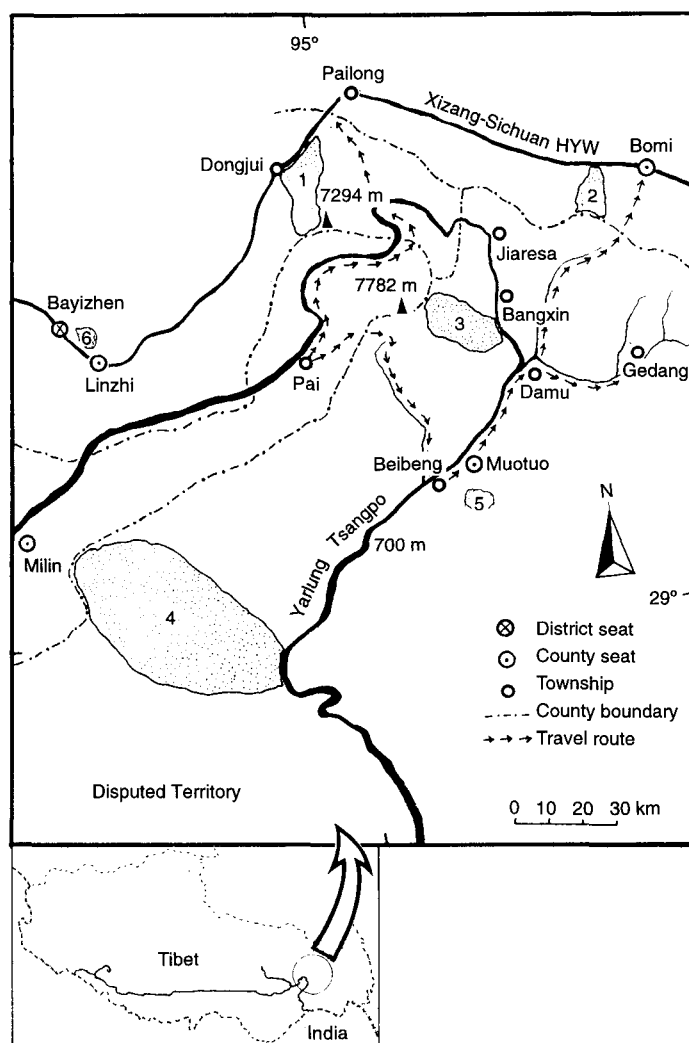 95°
Pailong
Xizang-Sichuan HYW
Bomi
Dongjui
1
2
7294 m
Jiaresa
7782 m
Bayizhen
6
3
Bangxin
Linzhi
Pai
Gedang
Damu
Beibeng
Muotuo
5
N
Yarlung Tsangpo
700 m
Milin
29°
4
District seat
County seat
Township
County boundary
Travel route
Disputed Territory
0 10 20 30 km
Tibet
India